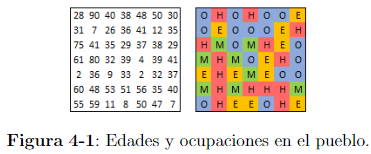 28 90 40 38 48 50 30
31 7 26 36 41 12 35
75 41 35 29 37 38 29
61 80 32 39 4 39 41
2 36 9 33 2 32 37
60 48 53 51 56 35 40
55 59 11 8 50 47 7
O H O H O O E
O E O O O E H
H M O M H E O
M H M O E H O
E H E M E O O
M H M H H H M
O H E E O H E
Figura 4-1: Edades y ocupaciones en el pueblo.